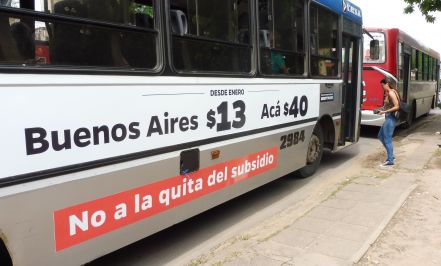 DESDE ENERO
Buenos Aires $13 Acá $40
2984
No a la quita del subsidio